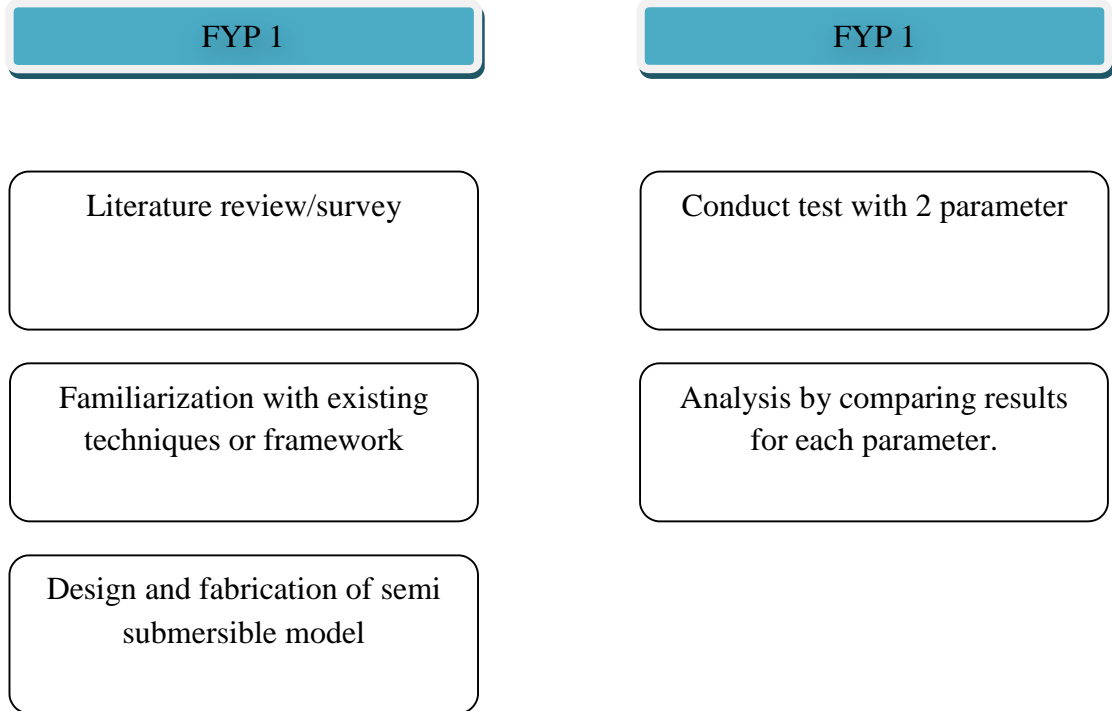 FYP 1
Literature review/survey
Familiarization with existing
techniques or framework
Design and fabrication of semi
submersible model
FYP 1
Conduct test with 2 parameter
Analysis by comparing results
for each parameter.